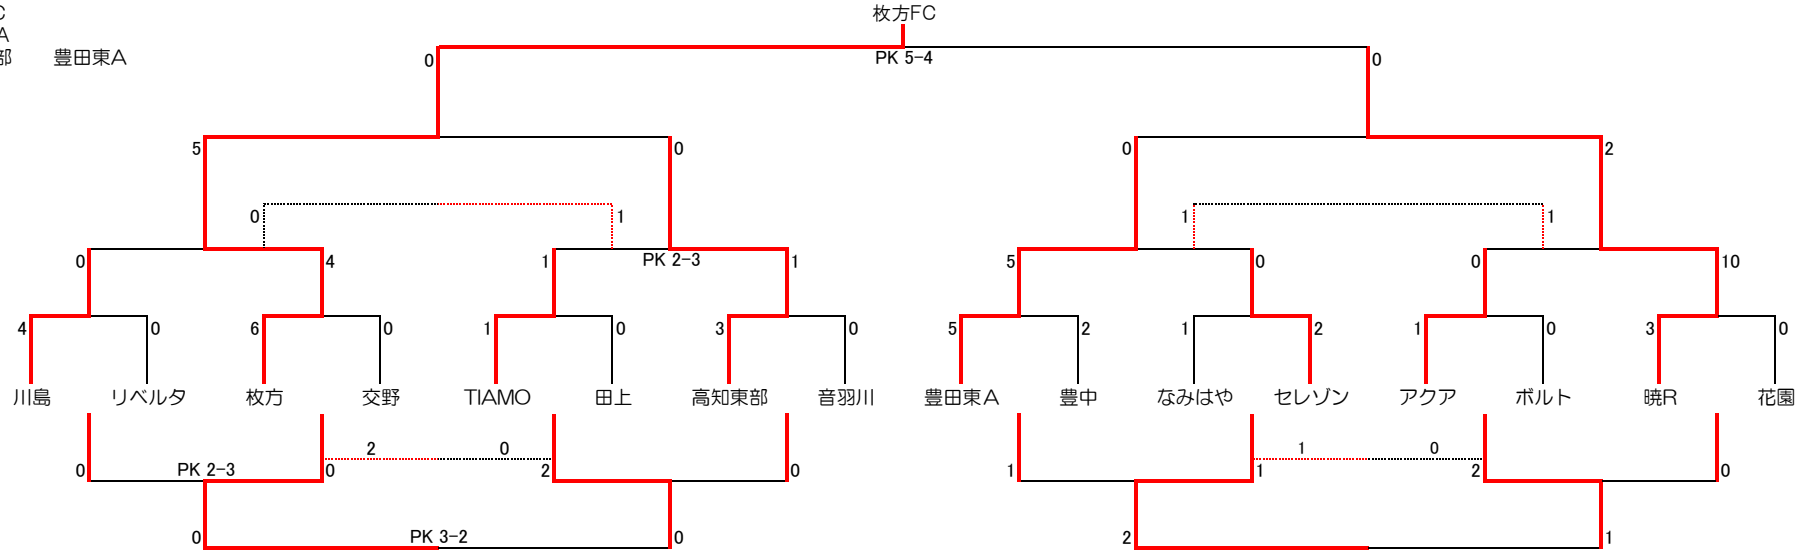 C
枚方FC
A
部 豊田東A
0 PK 5-4 0
5 0 0 2
0 1 1 1
0 4 1 PK 2-3 1 5 0 0 10
4 0 6 0 1 0 3 0 5 2 1 2 1 0 3 0
川島 リベルタ 枚方 交野 TIAMO 田上 高知東部 音羽川 豊田東A 豊中 なみはや セレゾン アクア ボルト 暁R 花園
2 0 1 0
0 PK 2-3 0 2 0 1 1 2 0
0 PK 3-2 0 2 1